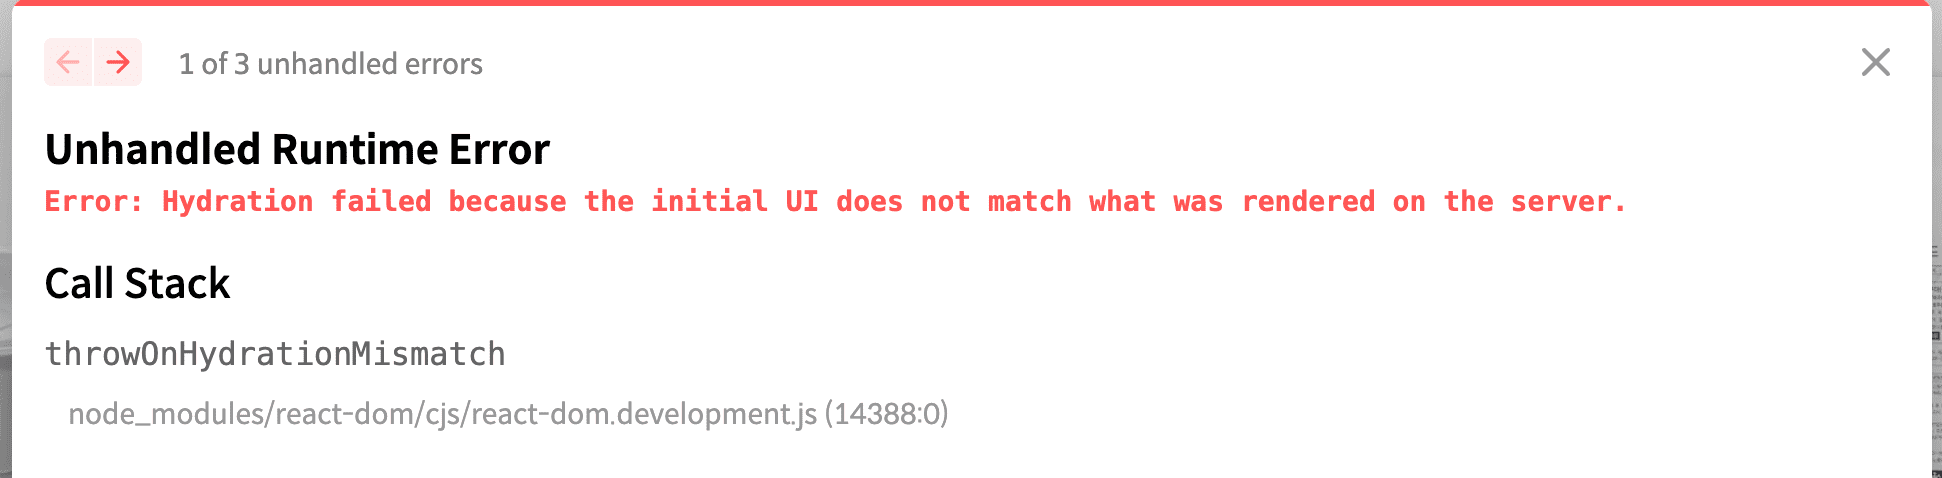 1 of 3 unhandled errors
Unhandled Runtime Error
Error: Hydration failed because the initial UI does not match what was rendered on the server.
Call Stack
throwOnHydrationMismatch
node_modules/react-dom/cjs/react-dom.development.js (14388:0)